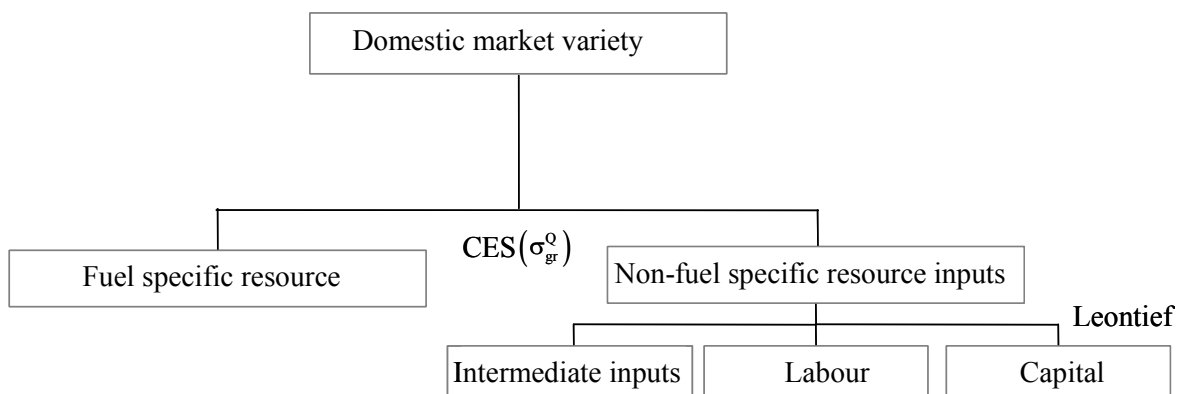 Domestic market variety
CES(σ^Q_gr)
Fuel specific resource
Non-fuel specific resource inputs
Leontief
Intermediate inputs
Labour
Capital